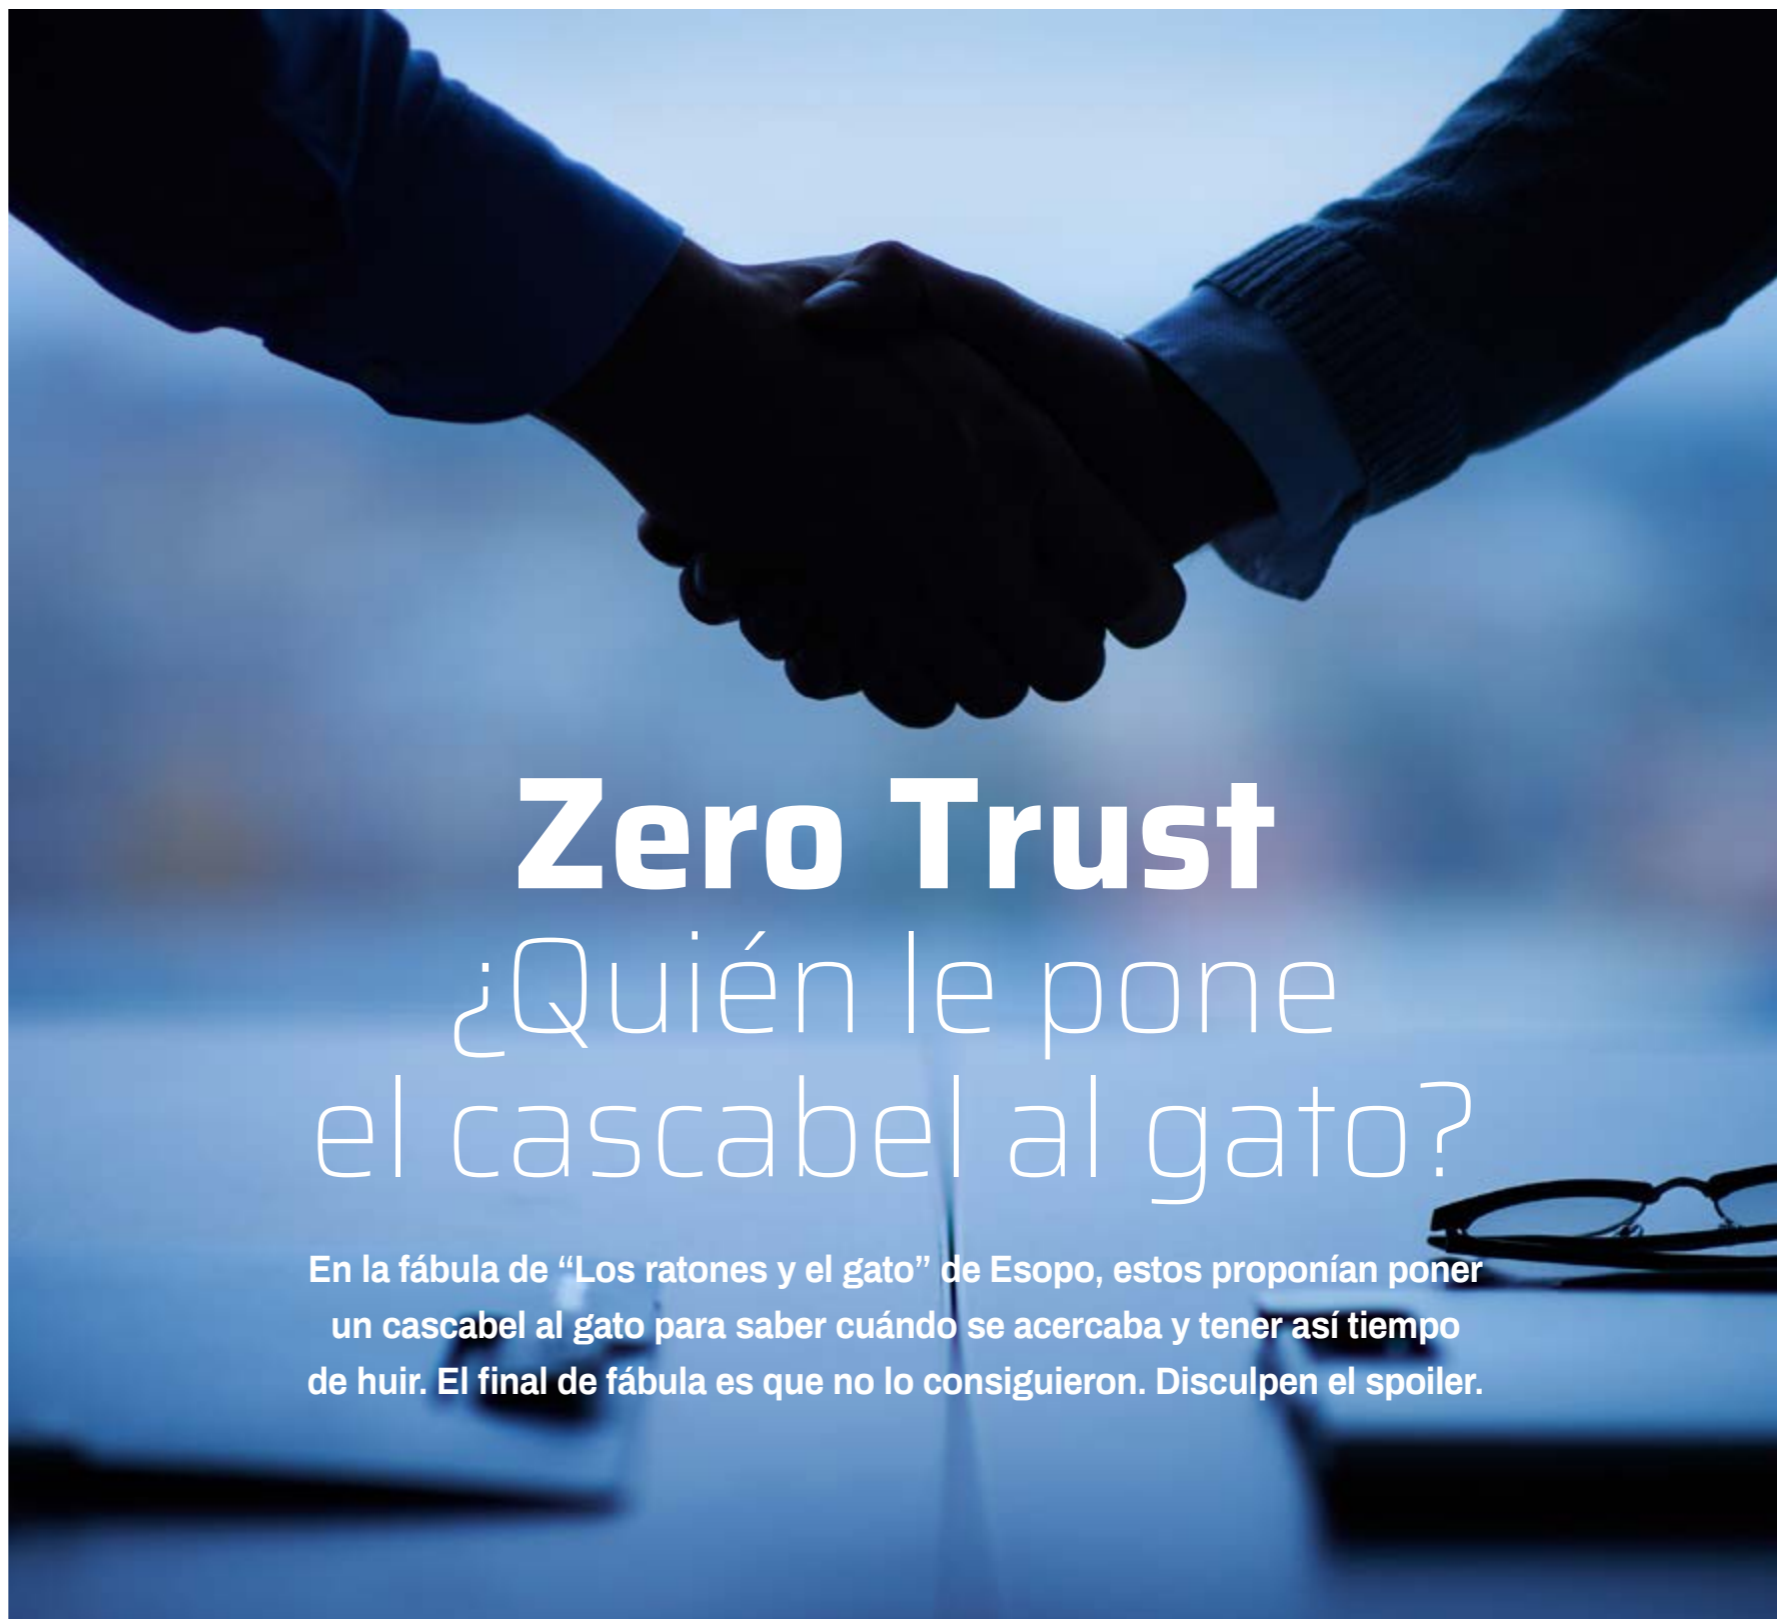 Zero Trust
¿Quién le pone
el cascabel al gato?
En la fábula de “Los ratones y el gato” de Esopo, estos proponían poner
un cascabel al gato para saber cuándo se acercaba y tener así tiempo
de huir. El final de fábula es que no lo consiguieron. Disculpen el spoiler.